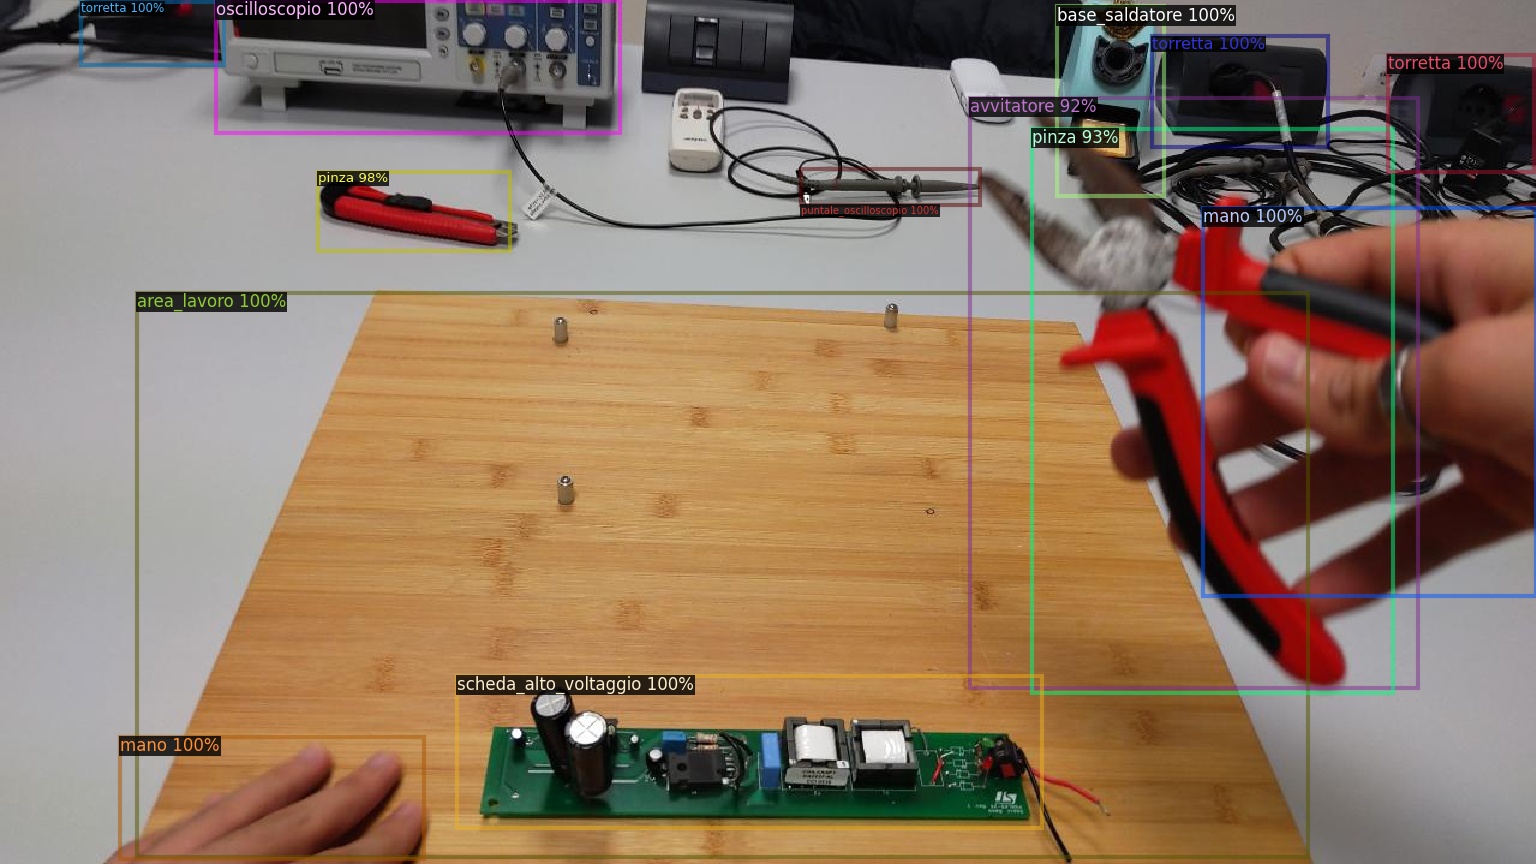 torretta 100%
oscilloscopio 100%
base_saldatore 100%
torretta 100%
torretta 100%
avvitatore 92%
pinza 93%
pinza 98%
puntale_oscilloscopio 100%
mano 100%
area_lavoro 100%
scheda_alto_voltaggio 100%
mano 100%